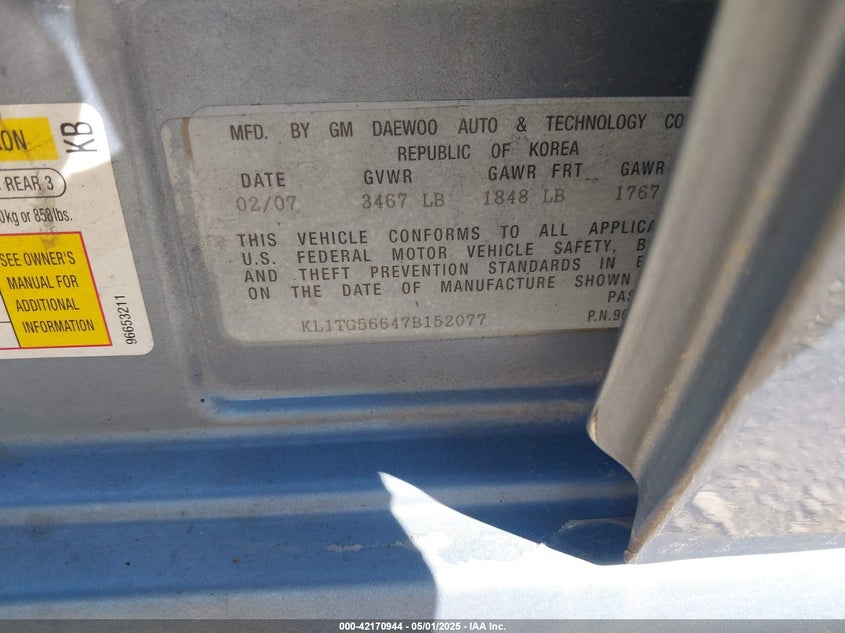 ON
KB
REAR 3
0kg or 858 lbs.
SEE OWNER'S
MANUAL FOR
ADDITIONAL
INFORMATION
96653211
MFD. BY GM DAEWOO AUTO & TECHNOLOGY CO
REPUBLIC OF KOREA
DATE GVWR GAWR FRT GAWR
02/07 3467 LB 1848 LB 1767
THIS VEHICLE CONFORMS TO ALL APPLICA
U.S. FEDERAL MOTOR VEHICLE SAFETY, B
AND THEFT PREVENTION STANDARDS IN E
ON THE DATE OF MANUFACTURE SHOWN
PAS
KL1TG56647B152077 P.N.96
000-42170944 - 05/01/2025 - IAA Inc.